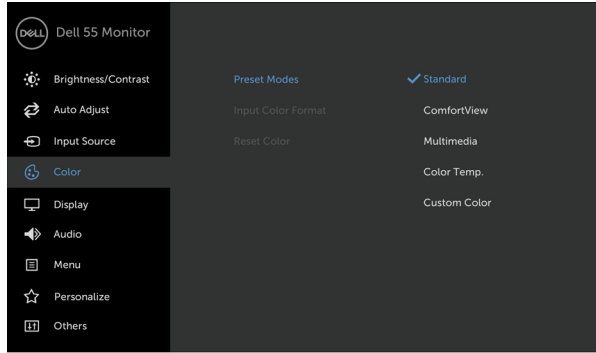 DELL Dell 55 Monitor
Brightness/Contrast
Auto Adjust
Input Source
Color
Display
Audio
Menu
Personalize
Others
Preset Modes
Input Color Format
Reset Color
Standard
ComfortView
Multimedia
Color Temp.
Custom Color